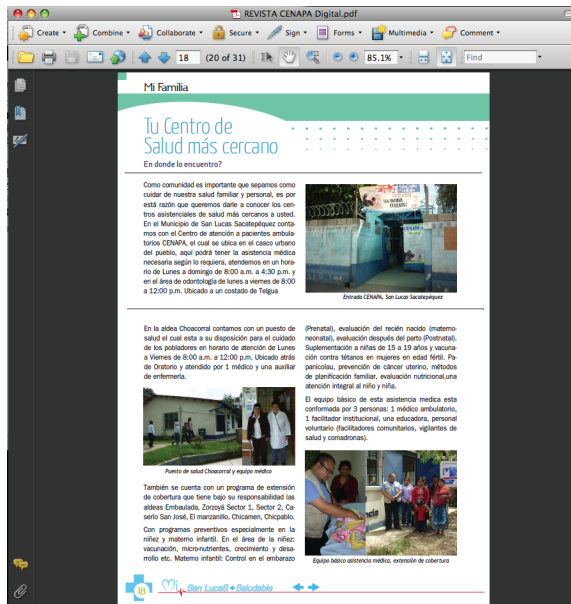 REVISTA CENAPA Digital.pdf
Create
Combine
Collaborate
Secure
Sign
Forms
Multimedia
Comment
18
(20 of 31)
85.1%
Find
Mi Familia
Tu Centro de
Salud más cercano
En donde lo encuentro?
Como comunidad es importante que sepamos como
cuidar de nuestra salud familiar y personal, es por
está razón que queremos darle a conocer los cen-
tros asistenciales de salud más cercanos a usted.
En el Municipio de San Lucas Sacatepéquez conta-
mos con el Centro de atención a pacientes ambula-
torios CENAPA, el cual se ubica en el casco urbano
del pueblo, aquí podrá tener la asistencia médica
necesaria según lo requiera, atendemos en un hora-
rio de Lunes a domingo de 8:00 a.m. a 4:30 p.m. y
en el área de odontología de lunes a viernes de 8:00
a 12:00 p.m. Ubicado a un costado de Telgua
Entrada CENAPA, San Lucas Sacatepéquez
En la aldea Choacorral contamos con un puesto de
salud el cual esta a su disposición para el cuidado
de los pobladores en horario de atención de Lunes
a Viernes de 8:00 a.m. a 12:00 p.m. Ubicado atrás
de Oratorio y atendido por 1 médico y una auxiliar
de enfermería.
Puesto de salud Choacorral y equipo médico
También se cuenta con un programa de extensión
de cobertura que tiene bajo su responsabilidad las
aldeas Embaulada, Zorzoyá Sector 1, Sector 2, Ca-
serío San José, El manzanillo, Chicamen, Chicpablo.
Con programas preventivos especialmente en la
niñez y materno infantil. En el área de la niñez:
vacunación, micro-nutrientes, crecimiento y desa-
rrollo etc. Materno infantil: Control en el embarazo
(Prenatal), evaluación del recién nacido (materno-
neonatal), evaluación después del parto (Postnatal).
Suplementación a niñas de 15 a 19 años y vacuna-
ción contra tétanos en mujeres en edad fértil. Pa-
panicolau, prevención de cáncer uterino, métodos
de planificación familiar, evaluación nutricional,una
atención integral al niño y niña.
El equipo básico de esta asistencia medica esta
conformada por 3 personas: 1 médico ambulatorio,
1 facilitador institucional, una educadora, personal
voluntario (facilitadores comunitarios, vigilantes de
salud y comadronas).
Equipo básico asistencia médica, extensión de cobertura
18
Mi San LucasS + Saludable